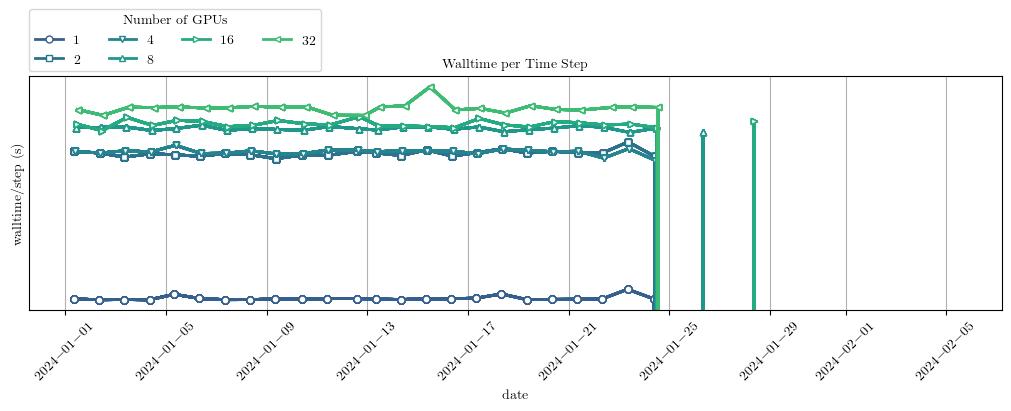 Number of GPUs
1 4 16 32
2 8
Walltime per Time Step
walltime/step (s)
2024−01−01 2024−01−05 2024−01−09 2024−01−13 2024−01−17 2024−01−21 2024−01−25 2024−01−29 2024−02−01 2024−02−05
date